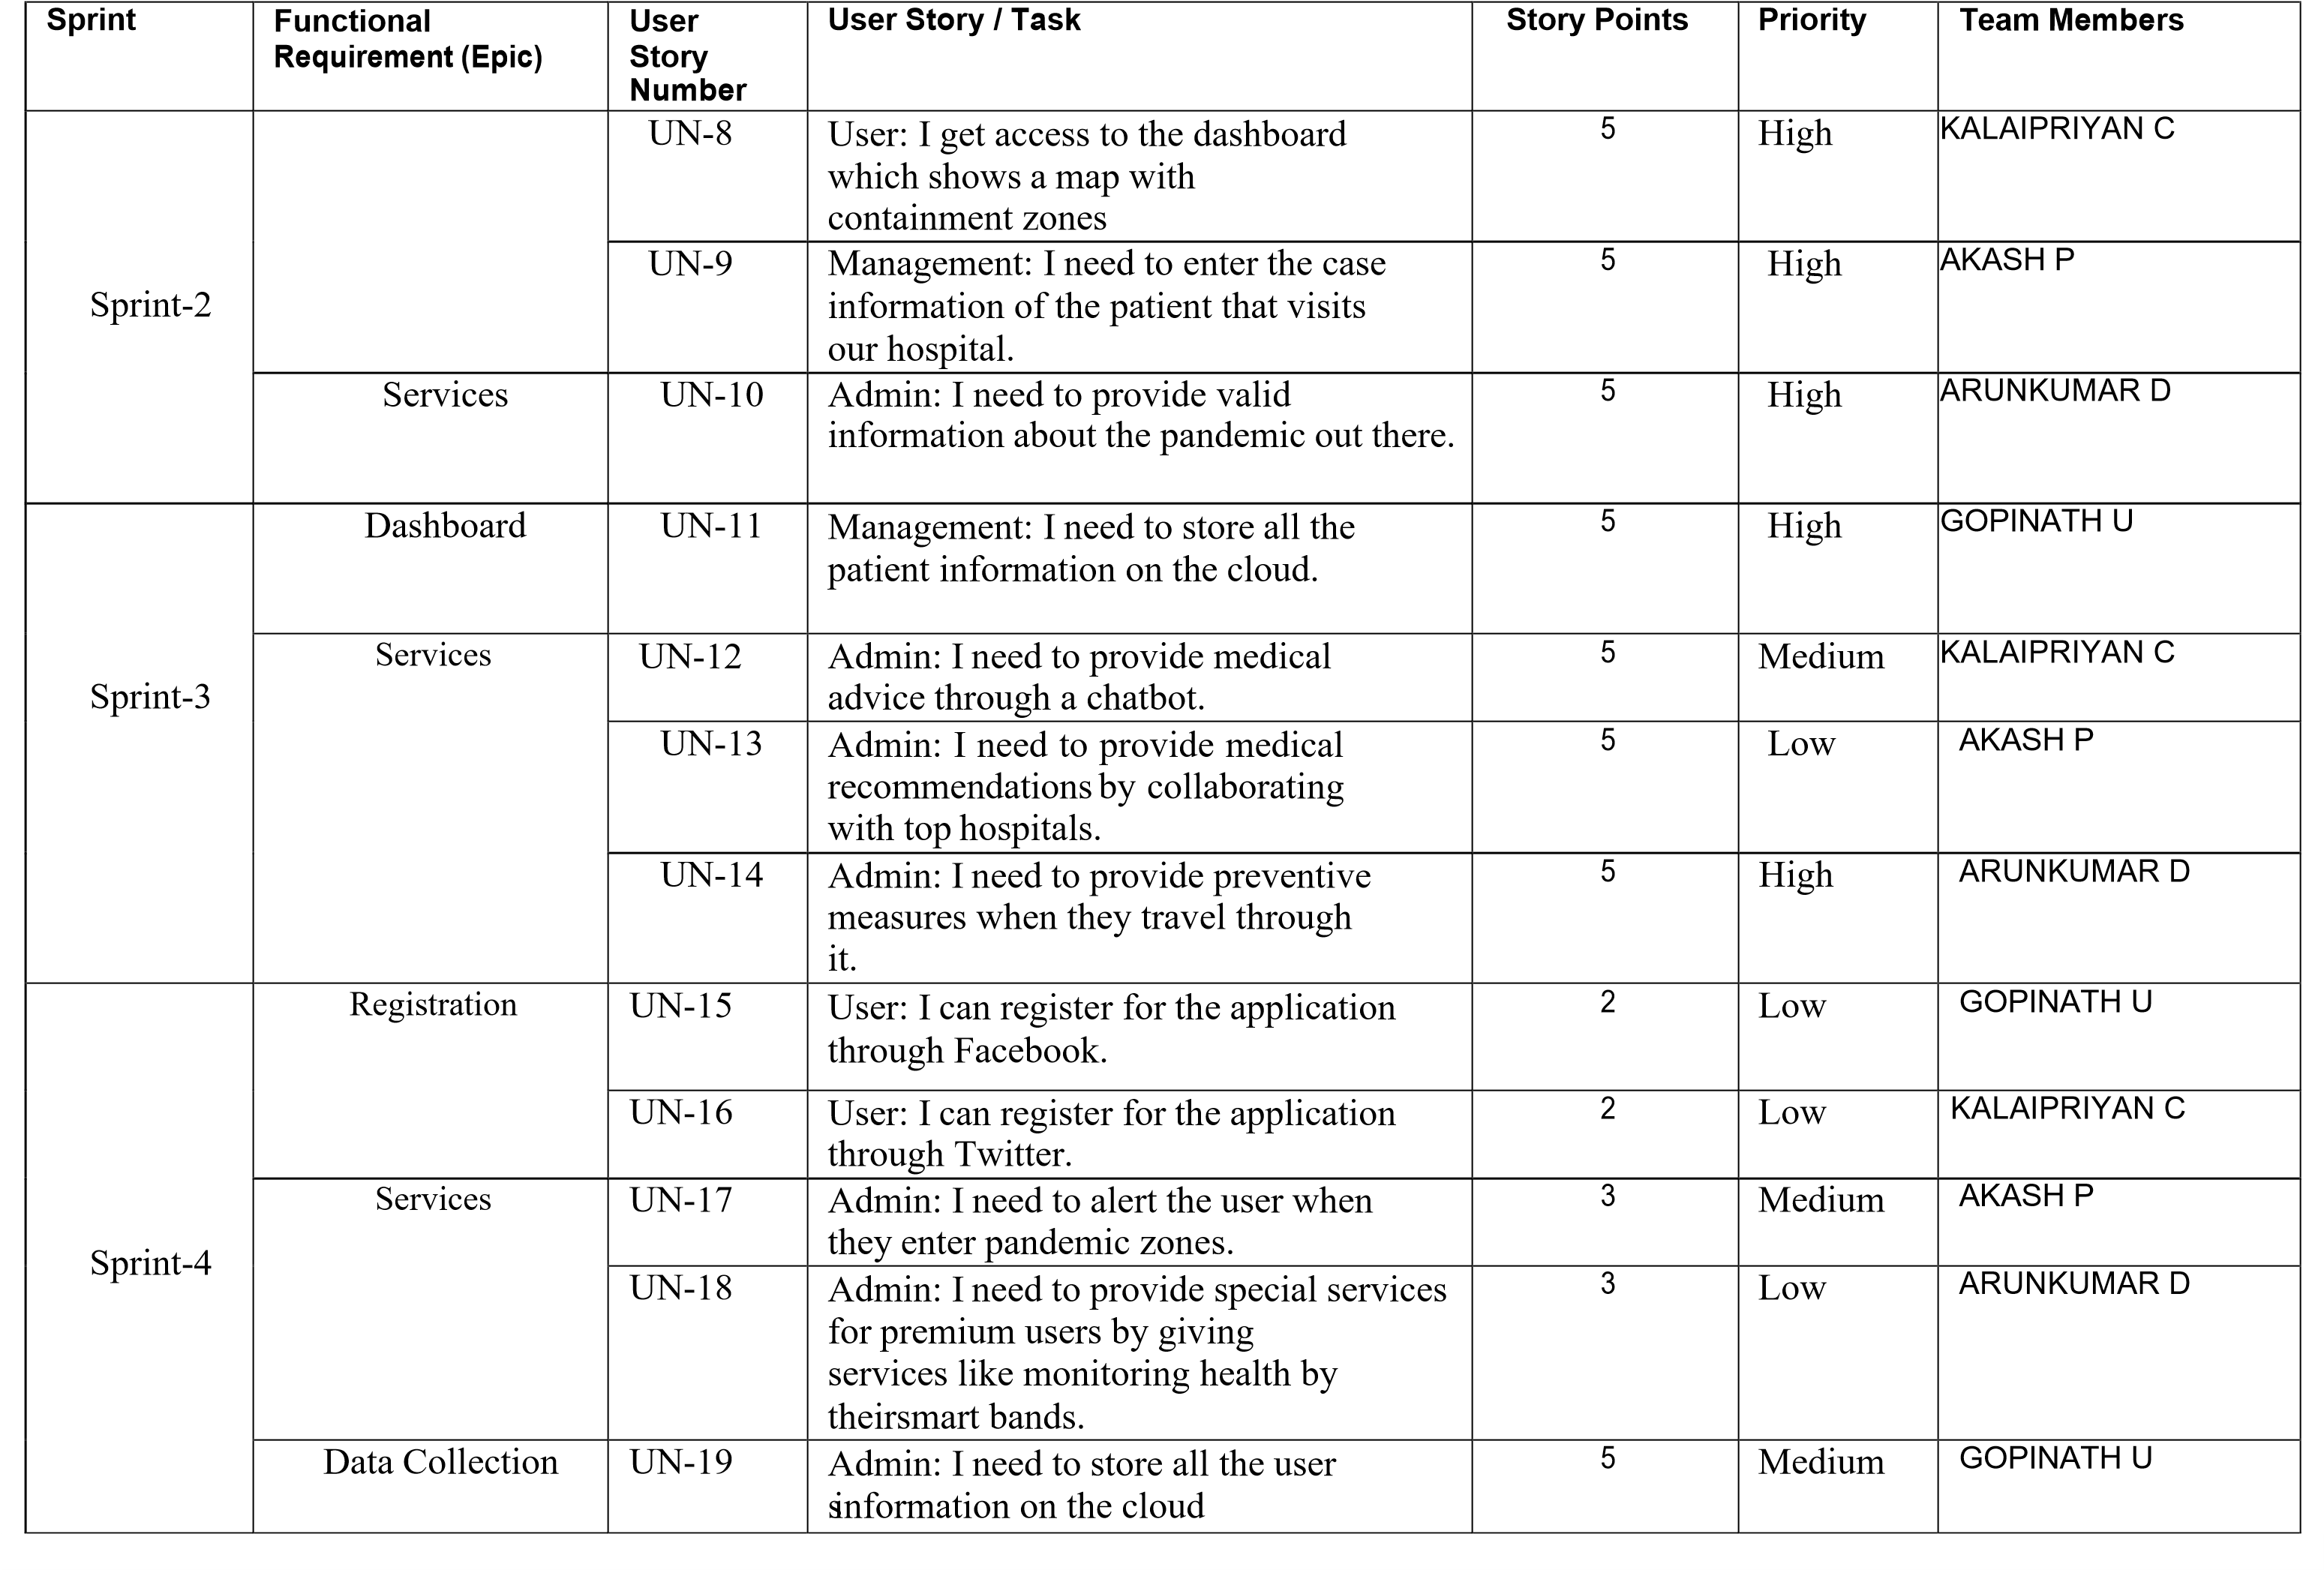 Sprint
Functional
Requirement (Epic)
User
Story
Number
User Story / Task
Story Points
Priority
Team Members
Sprint-2
UN-8
User: I get access to the dashboard
which shows a map with
containment zones
5
High
KALAIPRIYAN C
UN-9
Management: I need to enter the case
information of the patient that visits
our hospital.
5
High
AKASH P
Services
UN-10
Admin: I need to provide valid
information about the pandemic out there.
5
High
ARUNKUMAR D
Sprint-3
Dashboard
UN-11
Management: I need to store all the
patient information on the cloud.
5
High
GOPINATH U
Services
UN-12
Admin: I need to provide medical
advice through a chatbot.
5
Medium
KALAIPRIYAN C
UN-13
Admin: I need to provide medical
recommendations by collaborating
with top hospitals.
5
Low
AKASH P
UN-14
Admin: I need to provide preventive
measures when they travel through
it.
5
High
ARUNKUMAR D
Sprint-4
Registration
UN-15
User: I can register for the application
through Facebook.
2
Low
GOPINATH U
UN-16
User: I can register for the application
through Twitter.
2
Low
KALAIPRIYAN C
Services
UN-17
Admin: I need to alert the user when
they enter pandemic zones.
3
Medium
AKASH P
UN-18
Admin: I need to provide special services
for premium users by giving
services like monitoring health by
theirsmart bands.
3
Low
ARUNKUMAR D
Data Collection
UN-19
Admin: I need to store all the user
sinformation on the cloud
5
Medium
GOPINATH U